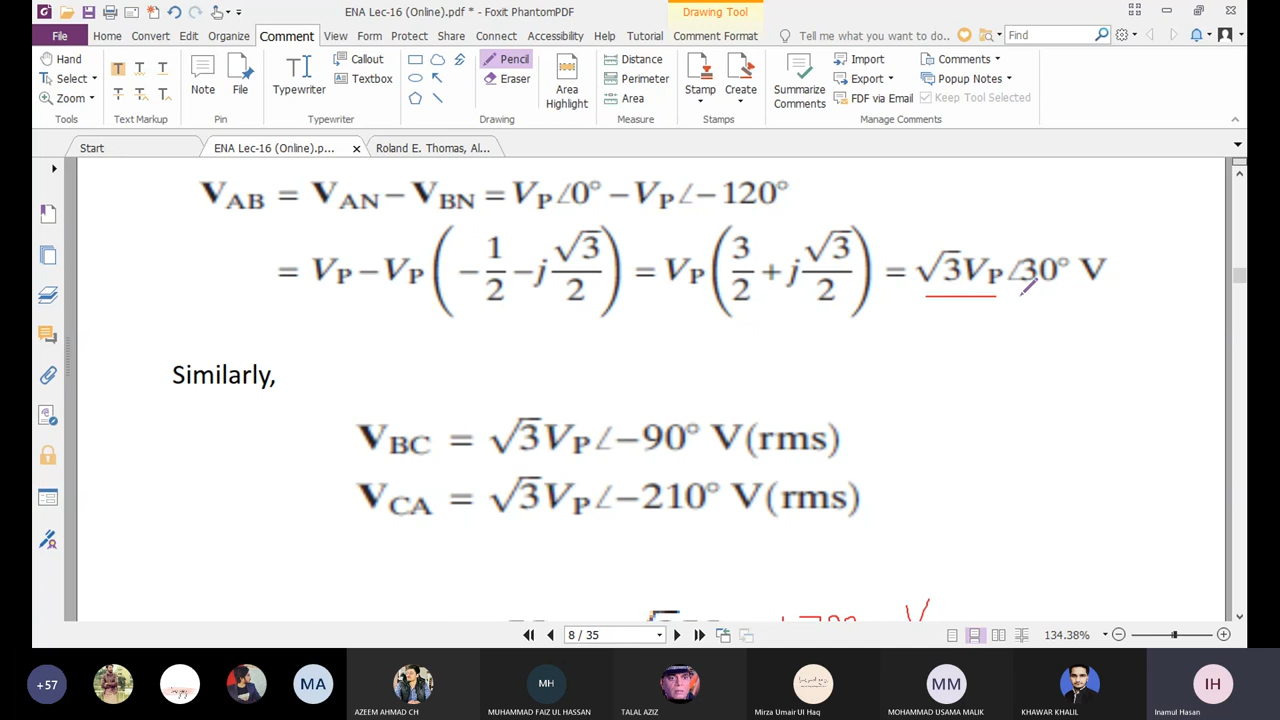 ENA Lec-16 (Online).pdf * - Foxit PhantomPDF
Drawing Tool
File Home Convert Edit Organize Comment View Form Protect Share Connect Accessibility Help Tutorial Comment Format Tell me what you want to do.. Find
Hand
Select
Zoom
Tools
Text Markup
Note
File
Pin
Typewriter
Callout
Textbox
Typewriter
Pencil
Eraser
Area Highlight
Drawing
Distance
Perimeter
Area
Measure
Stamp
Create
Stamps
Summarize Comments
Import
Export
FDF via Email
Comments
Popup Notes
Keep Tool Selected
Manage Comments
Start
ENA Lec-16 (Online).p...
Roland E. Thomas, Al...
V_AB = V_AN − V_BN = V_P∠0° − V_P∠−120°
= V_P − V_P(−1/2 − j√3/2) = V_P(3/2 + j√3/2) = √3V_P∠30° V
Similarly,
V_BC = √3V_P∠−90° V(rms)
V_CA = √3V_P∠−210° V(rms)
8 / 35
134.38%
+57
MA
AZEEM AHMAD CH
MH
MUHAMMAD FAIZ UL HASSAN
TALAL AZIZ
Mirza Umair Ul Haq
MM
MOHAMMAD USAMA MALIK
KHAWAR KHALIL
IH
Inamul Hasan